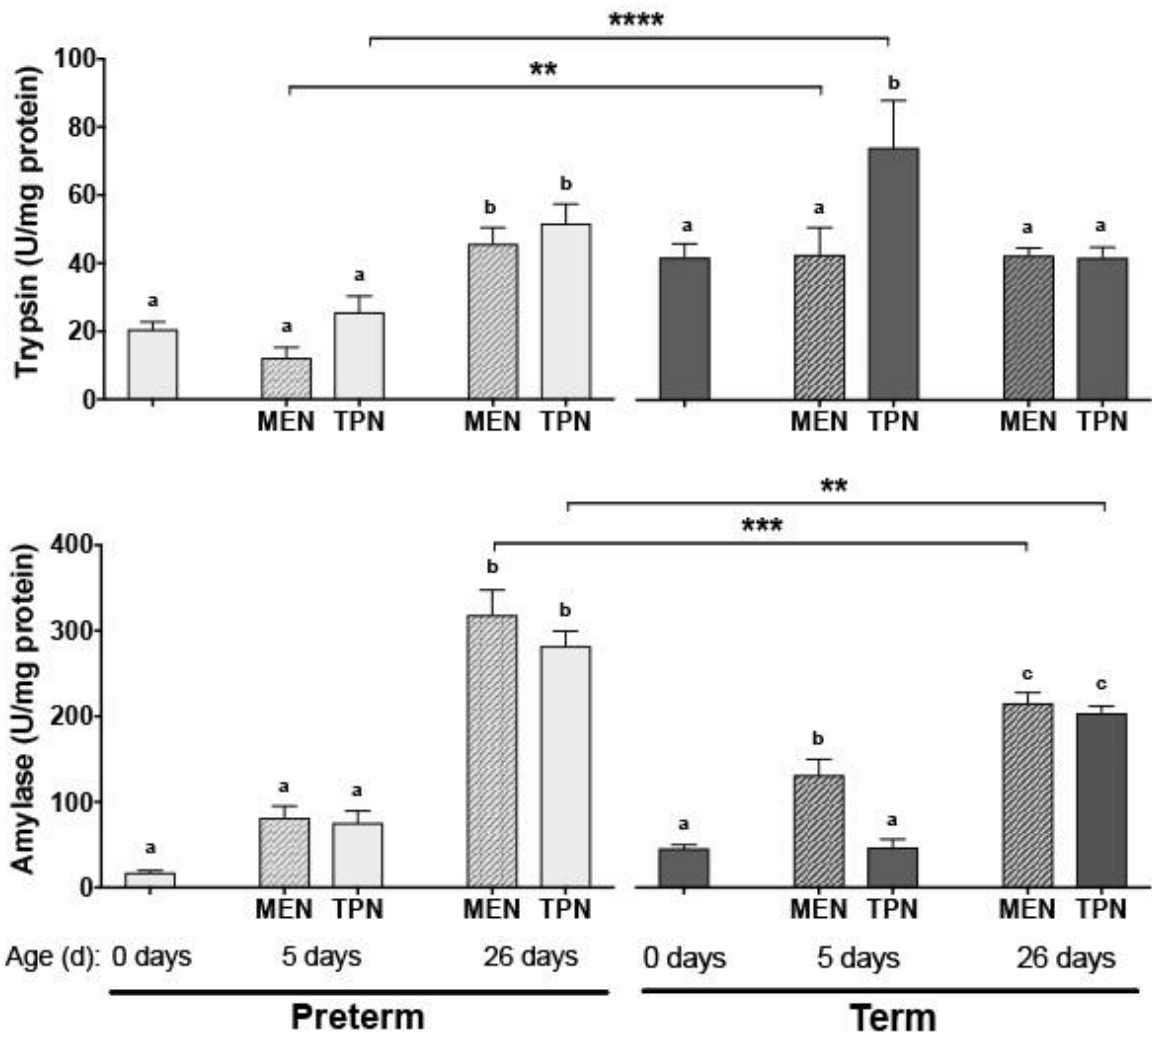 ****
**
Trypsin (U/mg protein)
100
80
60
40
20
0
a
a
a
b
b
a
a
b
a
a
MEN TPN
MEN TPN
MEN TPN
MEN TPN
**
***
Amylase (U/mg protein)
400
300
200
100
0
a
a
a
b
b
a
b
a
c
c
MEN TPN
MEN TPN
MEN TPN
MEN TPN
Age (d): 0 days 5 days 26 days 0 days 5 days 26 days
Preterm
Term